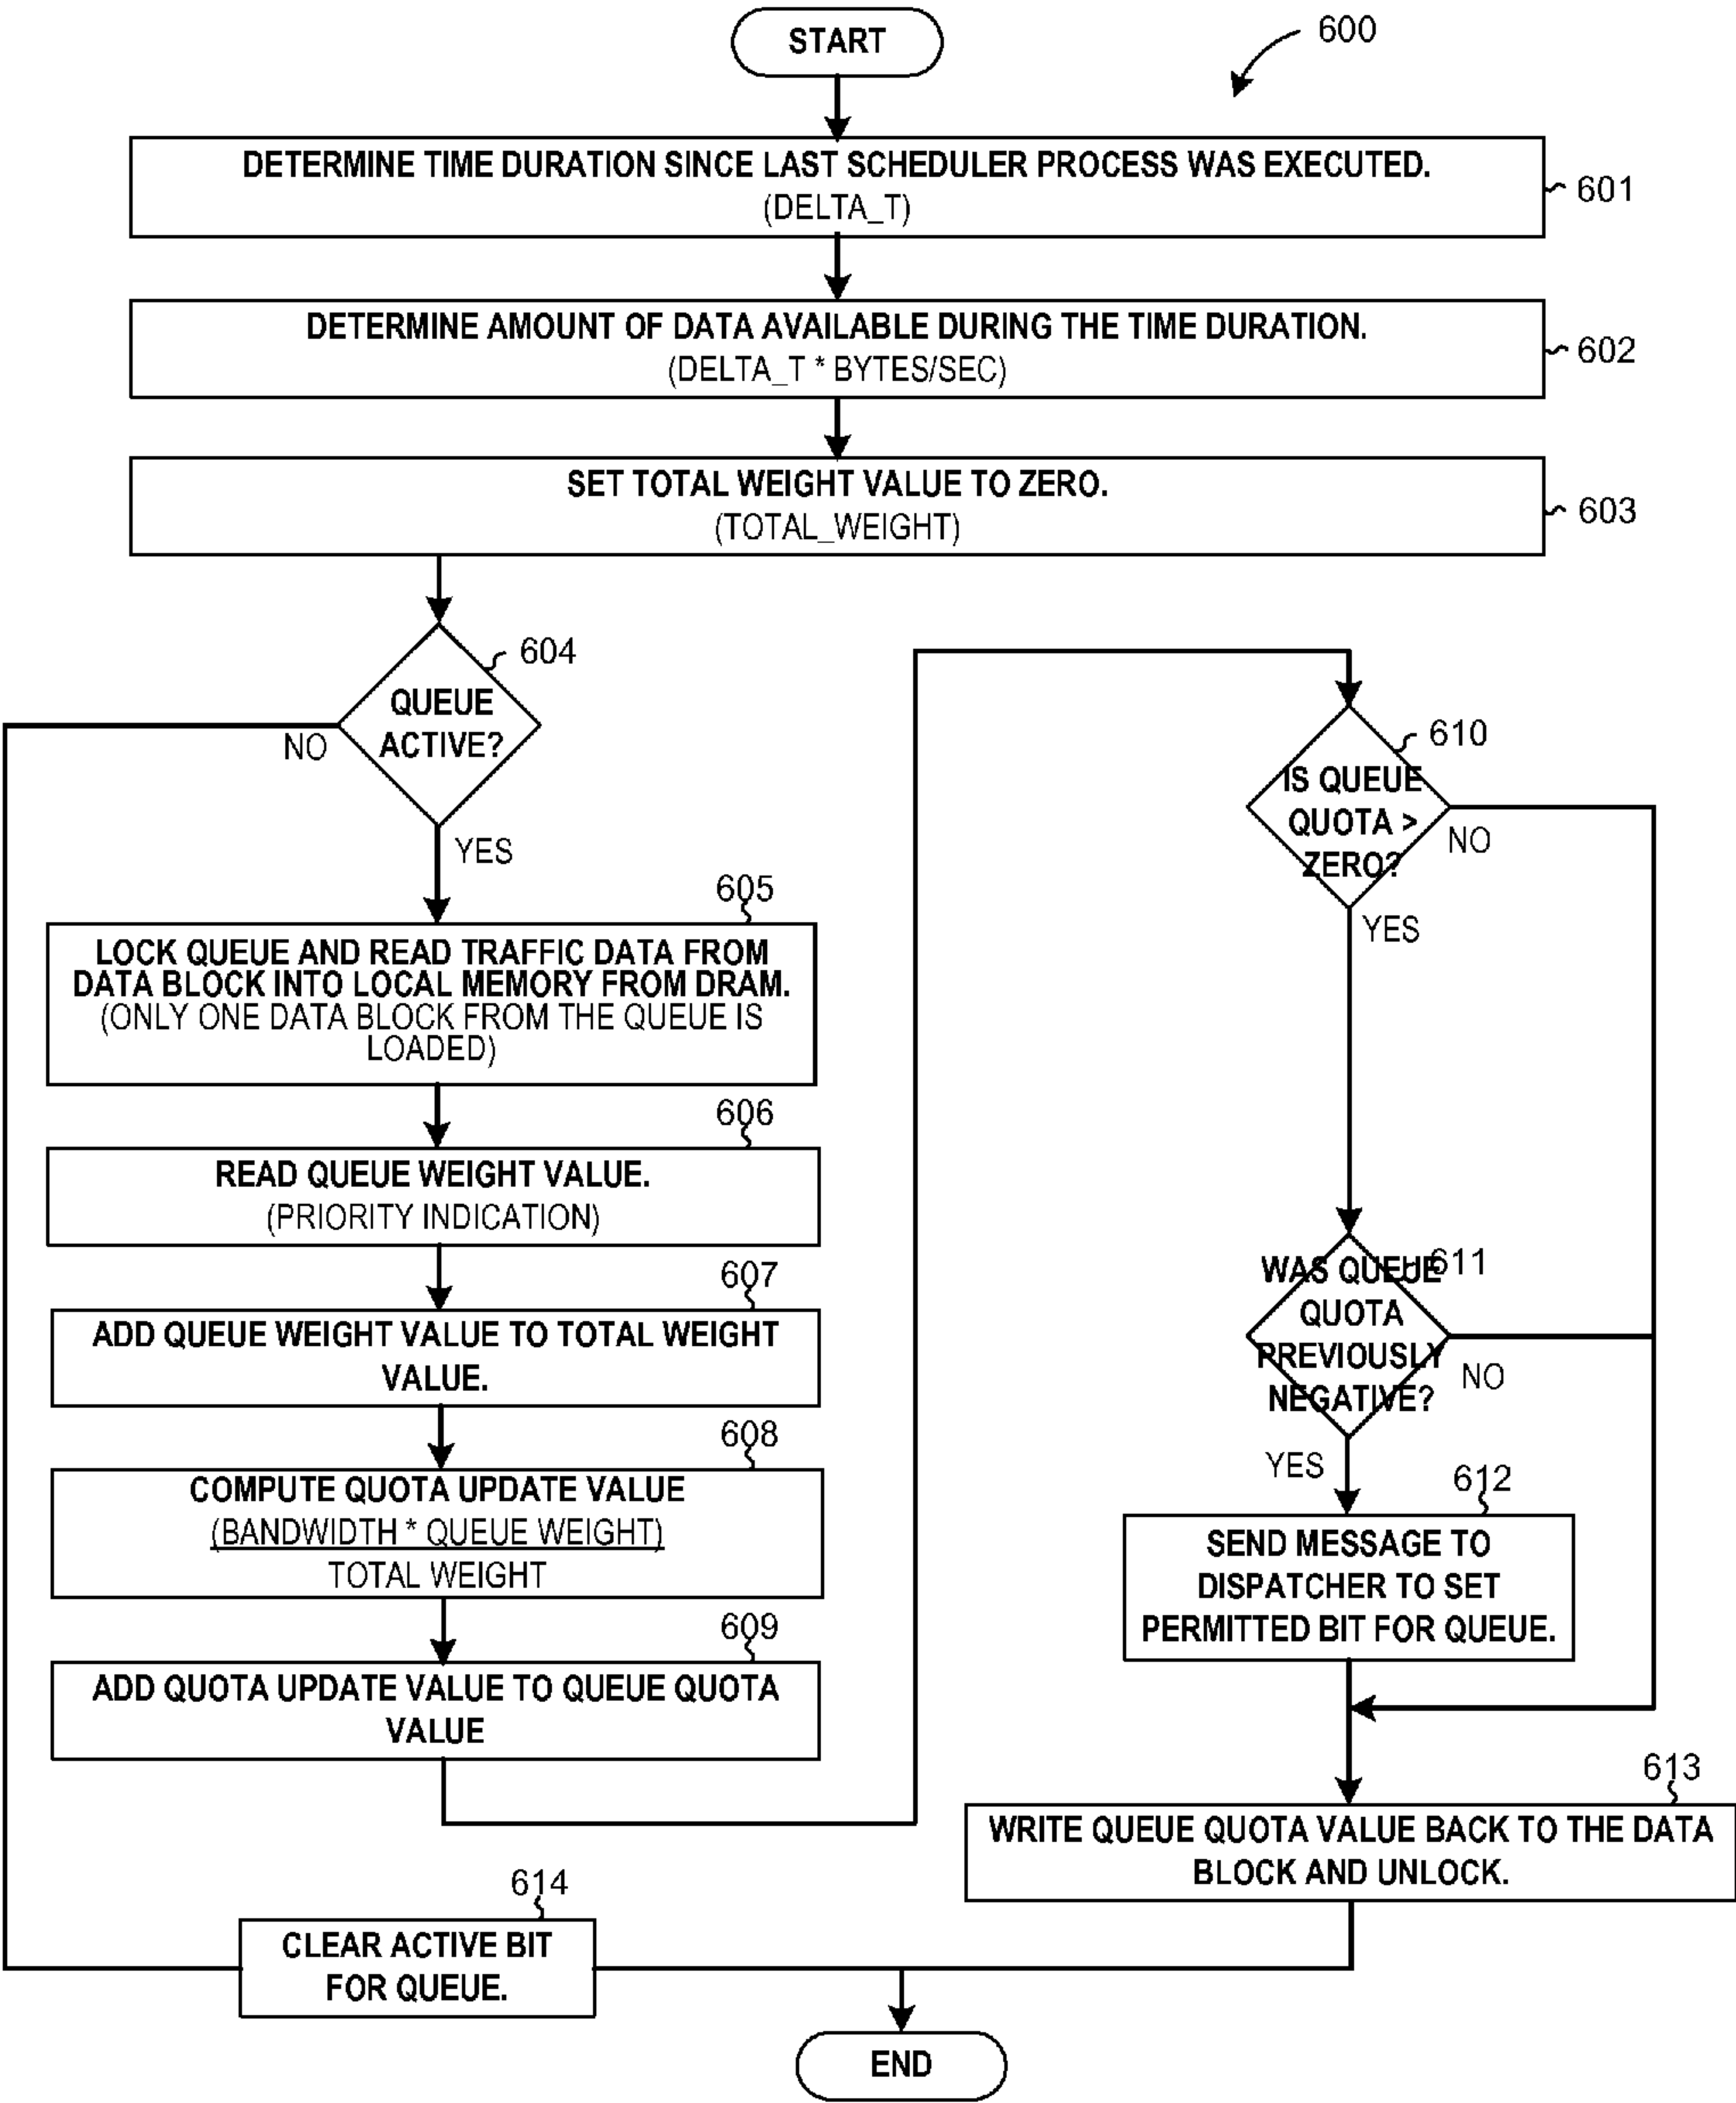 START
600
DETERMINE TIME DURATION SINCE LAST SCHEDULER PROCESS WAS EXECUTED.
(DELTA_T)
601
DETERMINE AMOUNT OF DATA AVAILABLE DURING THE TIME DURATION.
(DELTA_T * BYTES/SEC)
602
SET TOTAL WEIGHT VALUE TO ZERO.
(TOTAL_WEIGHT)
603
604
QUEUE
ACTIVE?
NO
YES
605
LOCK QUEUE AND READ TRAFFIC DATA FROM
DATA BLOCK INTO LOCAL MEMORY FROM DRAM.
(ONLY ONE DATA BLOCK FROM THE QUEUE IS
LOADED)
606
READ QUEUE WEIGHT VALUE.
(PRIORITY INDICATION)
607
ADD QUEUE WEIGHT VALUE TO TOTAL WEIGHT
VALUE.
608
COMPUTE QUOTA UPDATE VALUE
(BANDWIDTH * QUEUE WEIGHT)
TOTAL WEIGHT
609
ADD QUOTA UPDATE VALUE TO QUEUE QUOTA
VALUE
610
IS QUEUE
QUOTA >
ZERO?
NO
YES
611
WAS QUEUE
QUOTA
PREVIOUSLY
NEGATIVE?
NO
YES
612
SEND MESSAGE TO
DISPATCHER TO SET
PERMITTED BIT FOR QUEUE.
613
WRITE QUEUE QUOTA VALUE BACK TO THE DATA
BLOCK AND UNLOCK.
614
CLEAR ACTIVE BIT
FOR QUEUE.
END